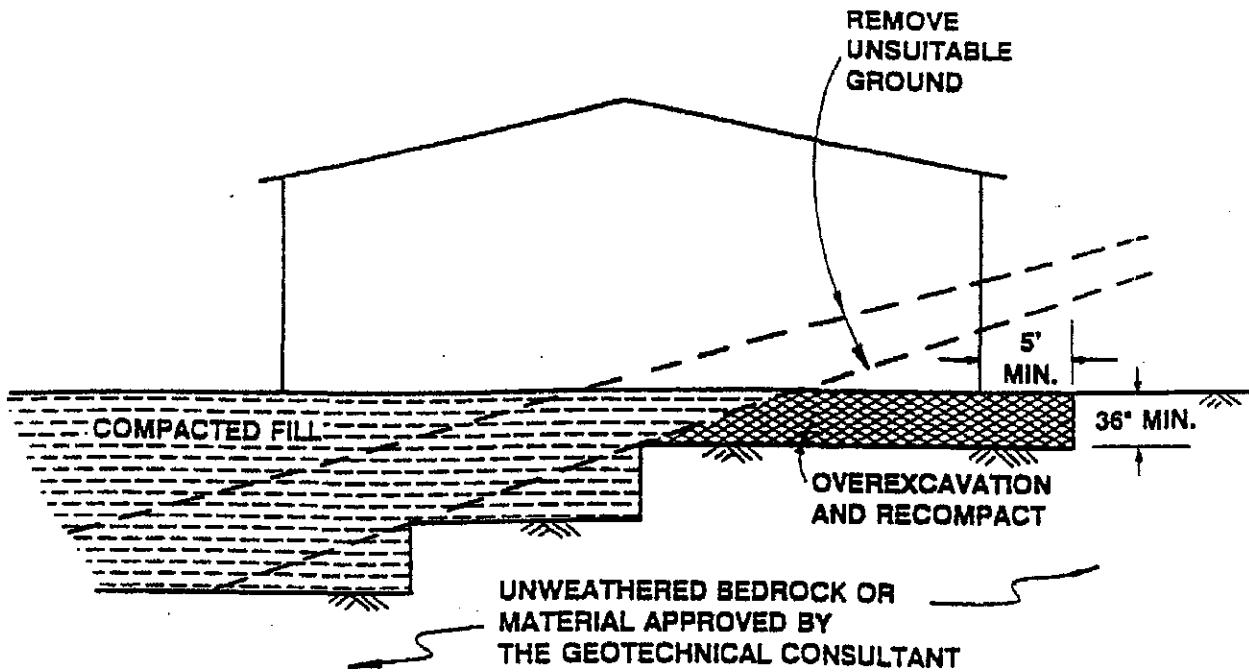 REMOVE
UNSUITABLE
GROUND
5'
MIN.
COMPACTED FILL
36" MIN.
OVEREXCAVATION
AND RECOMPACT
UNWEATHERED BEDROCK OR
MATERIAL APPROVED BY
THE GEOTECHNICAL CONSULTANT